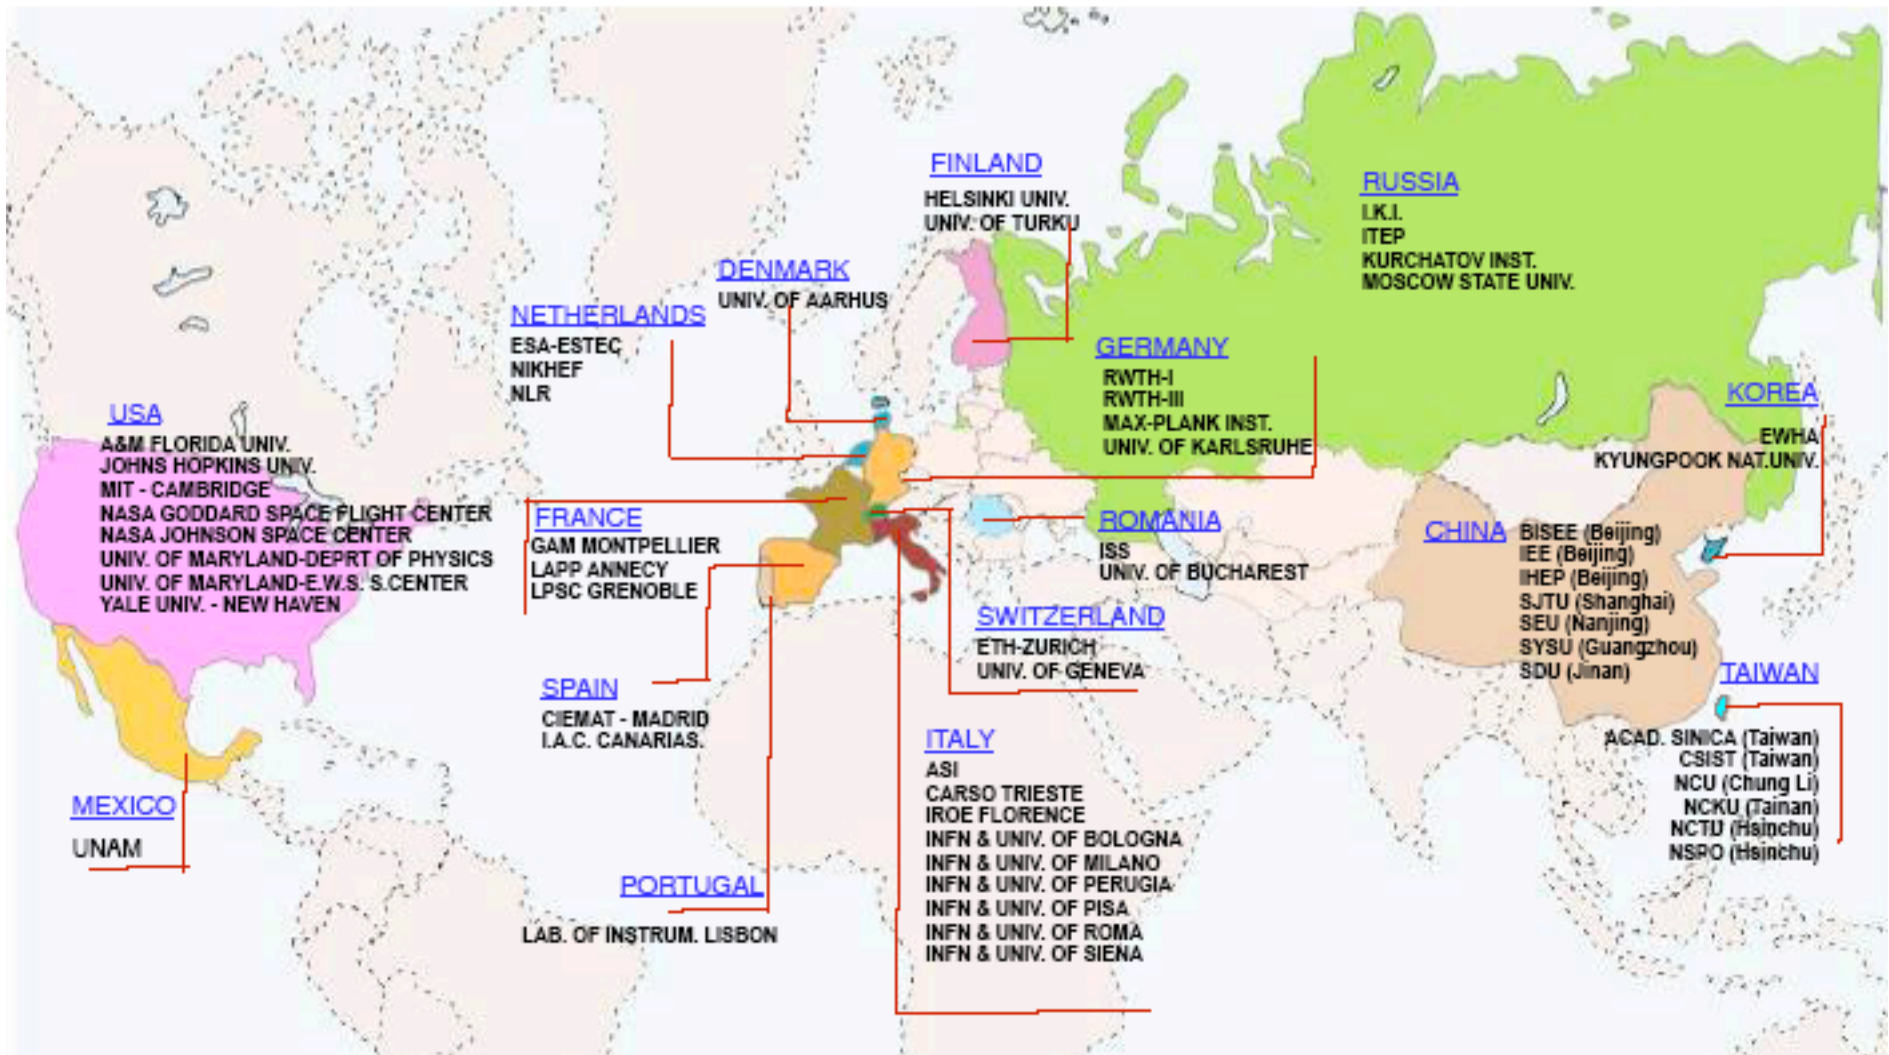 FINLAND
HELSINKI UNIV.
UNIV. OF TURKU
RUSSIA
I.K.I.
ITEP
KURCHATOV INST.
MOSCOW STATE UNIV.
DENMARK
UNIV. OF AARHUS
NETHERLANDS
ESA-ESTEC
NIKHEF
NLR
GERMANY
RWTH-I
RWTH-III
MAX-PLANK INST.
UNIV. OF KARLSRUHE
USA
A&M FLORIDA UNIV.
JOHNS HOPKINS UNIV.
MIT - CAMBRIDGE
NASA GODDARD SPACE FLIGHT CENTER
NASA JOHNSON SPACE CENTER
UNIV. OF MARYLAND-DEPRT OF PHYSICS
UNIV. OF MARYLAND-E.W.S. S.CENTER
YALE UNIV. - NEW HAVEN
KOREA
EWHA
KYUNGPOOK NAT.UNIV.
FRANCE
GAM MONTPELLIER
LAPP ANNECY
LPSC GRENOBLE
ROMANIA
ISS
UNIV. OF BUCHAREST
CHINA
BISEE (Beijing)
IEE (Beijing)
IHEP (Beijing)
SJTU (Shanghai)
SEU (Nanjing)
SYSU (Guangzhou)
SDU (Jinan)
SWITZERLAND
ETH-ZURICH
UNIV. OF GENEVA
TAIWAN
ACAD. SINICA (Taiwan)
CSIST (Taiwan)
NCU (Chung Li)
NCKU (Tainan)
NCTU (Hsinchu)
NSPO (Hsinchu)
SPAIN
CIEMAT - MADRID
I.A.C. CANARIAS.
ITALY
ASI
CARSO TRIESTE
IROE FLORENCE
INFN & UNIV. OF BOLOGNA
INFN & UNIV. OF MILANO
INFN & UNIV. OF PERUGIA
INFN & UNIV. OF PISA
INFN & UNIV. OF ROMA
INFN & UNIV. OF SIENA
MEXICO
UNAM
PORTUGAL
LAB. OF INSTRUM. LISBON